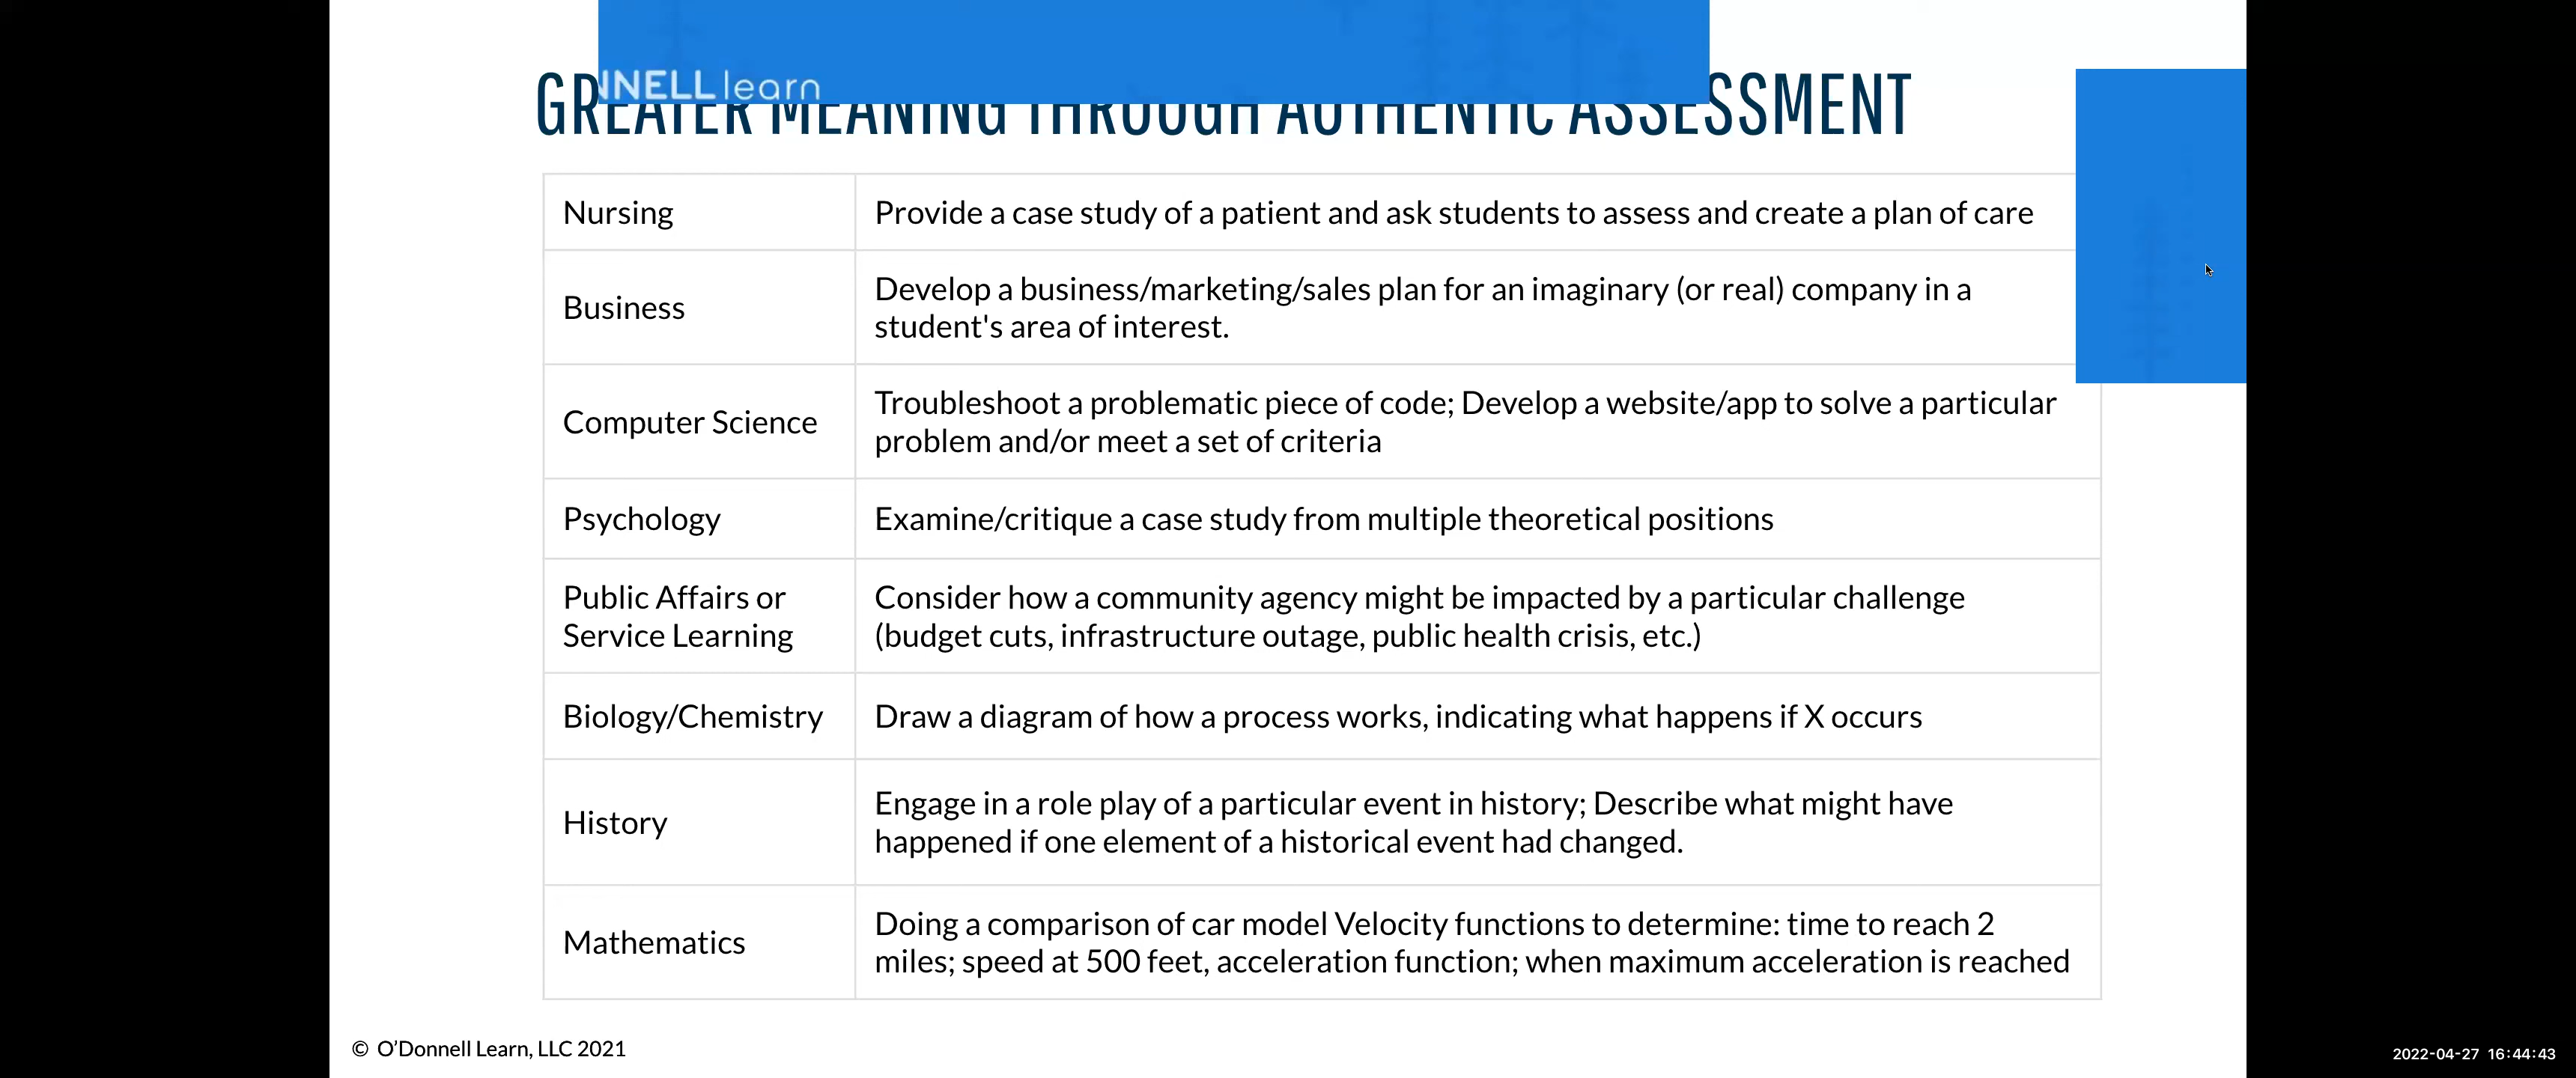 NNELL learn
GREATER MEANING THROUGH AUTHENTIC ASSESSMENT
Nursing
Provide a case study of a patient and ask students to assess and create a plan of care
Business
Develop a business/marketing/sales plan for an imaginary (or real) company in a
student's area of interest.
Computer Science
Troubleshoot a problematic piece of code; Develop a website/app to solve a particular
problem and/or meet a set of criteria
Psychology
Examine/critique a case study from multiple theoretical positions
Public Affairs or
Service Learning
Consider how a community agency might be impacted by a particular challenge
(budget cuts, infrastructure outage, public health crisis, etc.)
Biology/Chemistry
Draw a diagram of how a process works, indicating what happens if X occurs
History
Engage in a role play of a particular event in history; Describe what might have
happened if one element of a historical event had changed.
Mathematics
Doing a comparison of car model Velocity functions to determine: time to reach 2
miles; speed at 500 feet, acceleration function; when maximum acceleration is reached
© O’Donnell Learn, LLC 2021
2022-04-27 16:44:43